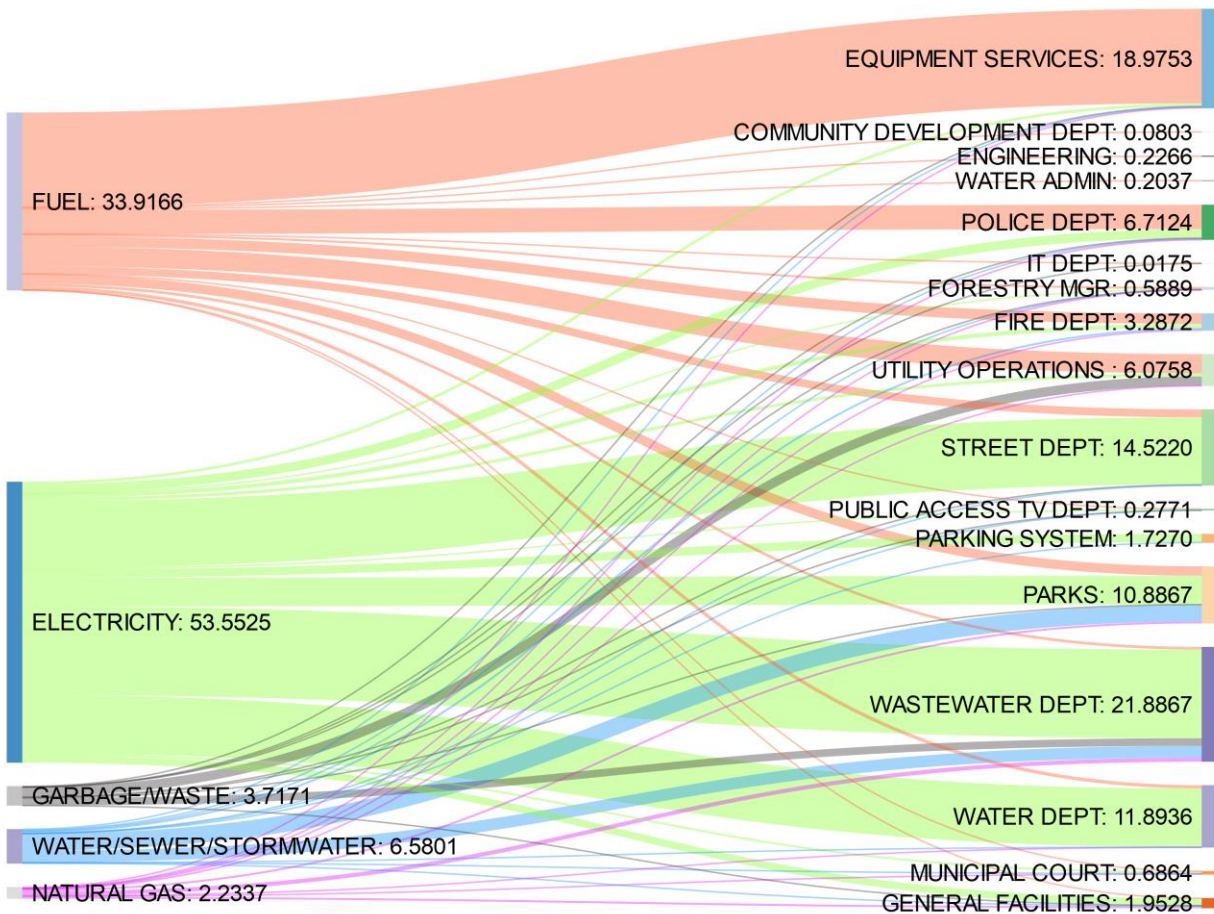 FUEL: 33.9166
ELECTRICITY: 53.5525
GARBAGE/WASTE: 3.7171
WATER/SEWER/STORMWATER: 6.5801
NATURAL GAS: 2.2337
EQUIPMENT SERVICES: 18.9753
COMMUNITY DEVELOPMENT DEPT: 0.0803
ENGINEERING: 0.2266
WATER ADMIN: 0.2037
POLICE DEPT: 6.7124
IT DEPT: 0.0175
FORESTRY MGR: 0.5889
FIRE DEPT: 3.2872
UTILITY OPERATIONS : 6.0758
STREET DEPT: 14.5220
PUBLIC ACCESS TV DEPT: 0.2771
PARKING SYSTEM: 1.7270
PARKS: 10.8867
WASTEWATER DEPT: 21.8867
WATER DEPT: 11.8936
MUNICIPAL COURT: 0.6864
GENERAL FACILITIES: 1.9528